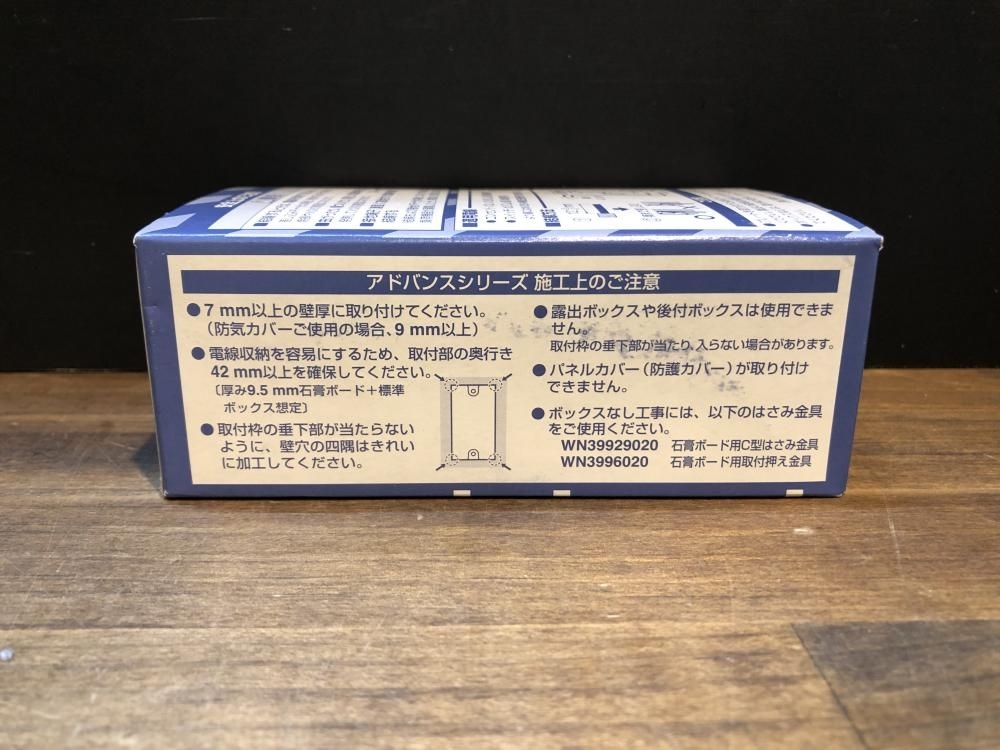 アドバンスシリーズ 施工上のご注意
●7 mm以上の壁厚に取り付けてください。
(防気カバーご使用の場合、9 mm以上)
●電線収納を容易にするため、取付部の奥行き
42 mm以上を確保してください。
〔厚み9.5 mm石膏ボード+標準
ボックス想定〕
●取付枠の垂下部が当たらない
ように、壁穴の四隅はきれい
に加工してください。
●露出ボックスや後付ボックスは使用できま
せん。
取付枠の垂下部が当たり、入らない場合があります。
●パネルカバー(防護カバー)が取り付け
できません。
●ボックスなし工事には、以下のはさみ金具
をご使用ください。
WN39929020 石膏ボード用C型はさみ金具
WN3996020 石膏ボード用取付押え金具